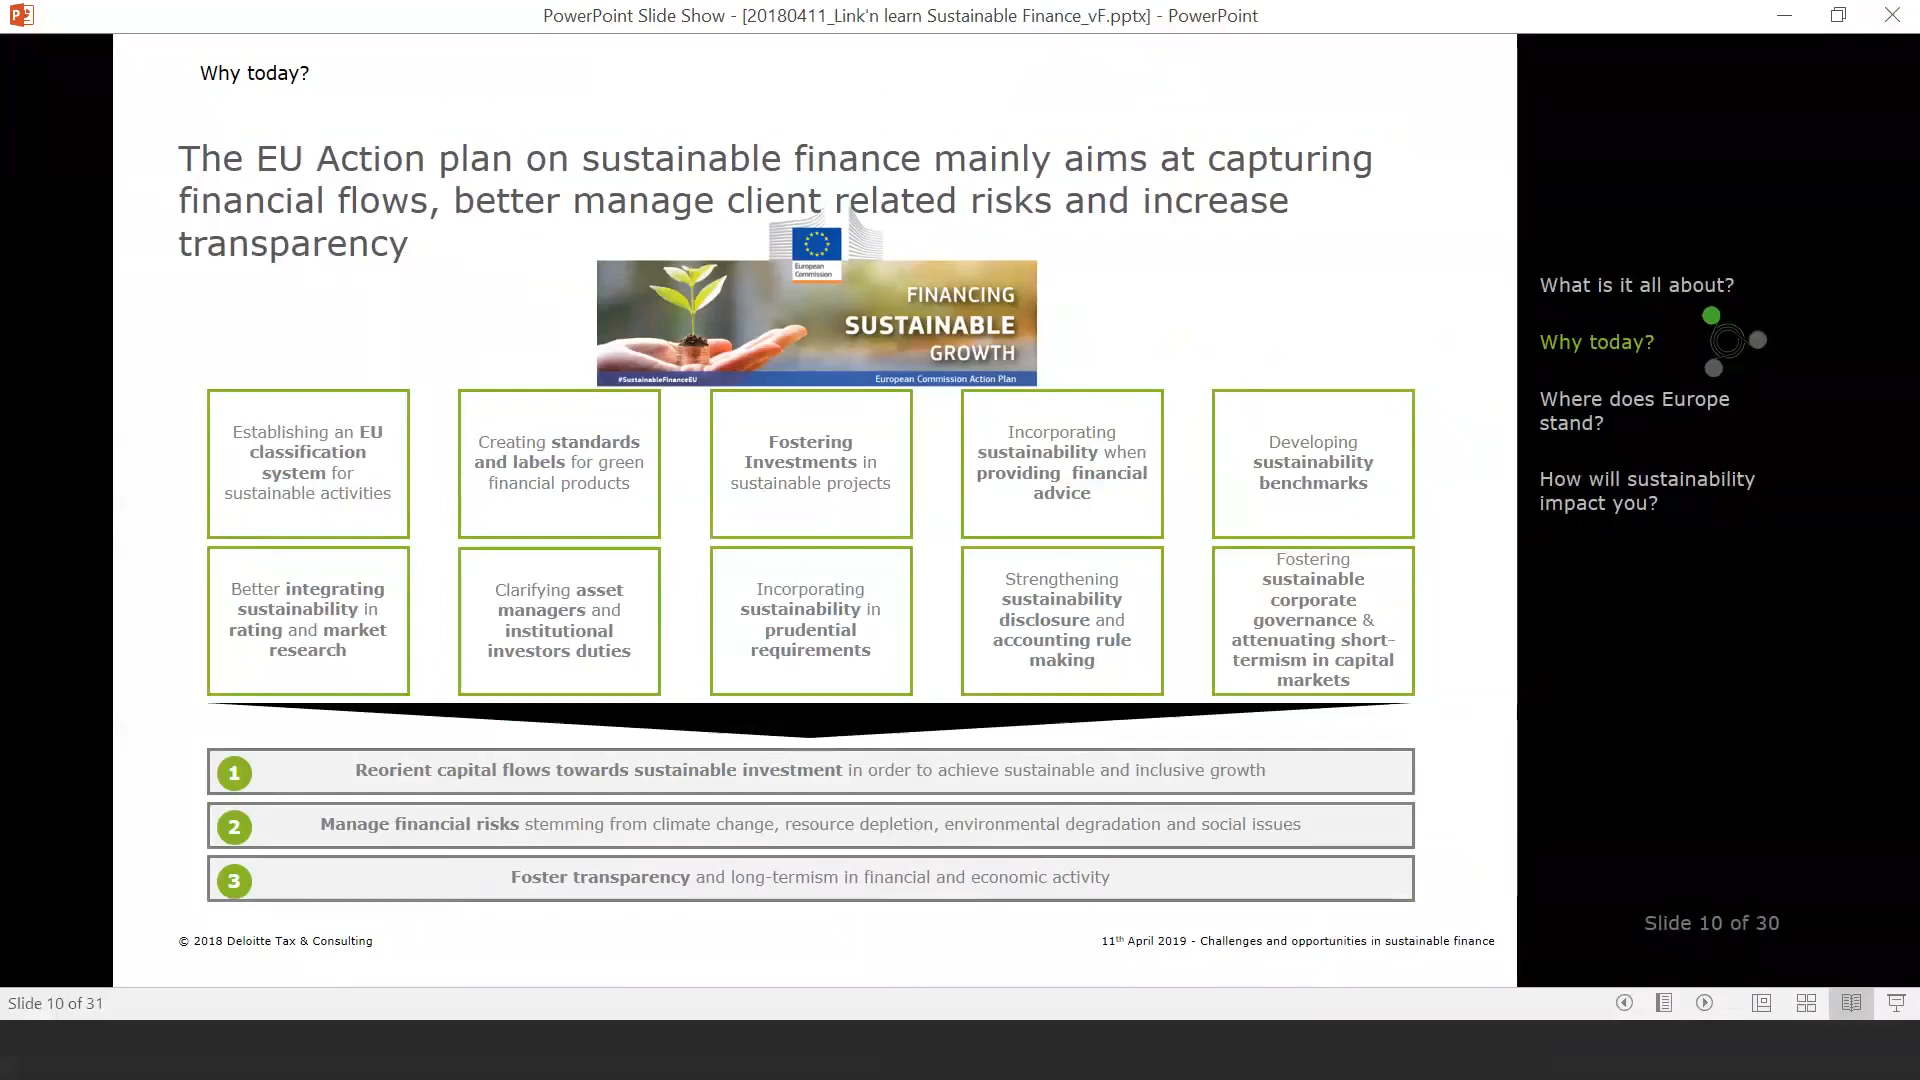 PowerPoint Slide Show - [20180411_Link'n learn Sustainable Finance_vF.pptx] - PowerPoint
Why today?
The EU Action plan on sustainable finance mainly aims at capturing
financial flows, better manage client related risks and increase
transparency
European
Commission
FINANCING
SUSTAINABLE
GROWTH
#SustainableFinanceEU
European Commission Action Plan
Establishing an EU
classification
system for
sustainable activities
Creating standards
and labels for green
financial products
Fostering
Investments in
sustainable projects
Incorporating
sustainability when
providing financial
advice
Developing
sustainability
benchmarks
Better integrating
sustainability in
rating and market
research
Clarifying asset
managers and
institutional
investors duties
Incorporating
sustainability in
prudential
requirements
Strengthening
sustainability
disclosure and
accounting rule
making
Fostering
sustainable
corporate
governance &
attenuating short-
termism in capital
markets
1
Reorient capital flows towards sustainable investment in order to achieve sustainable and inclusive growth
2
Manage financial risks stemming from climate change, resource depletion, environmental degradation and social issues
3
Foster transparency and long-termism in financial and economic activity
© 2018 Deloitte Tax & Consulting
11th April 2019 - Challenges and opportunities in sustainable finance
What is it all about?
Why today?
Where does Europe
stand?
How will sustainability
impact you?
Slide 10 of 30
Slide 10 of 31